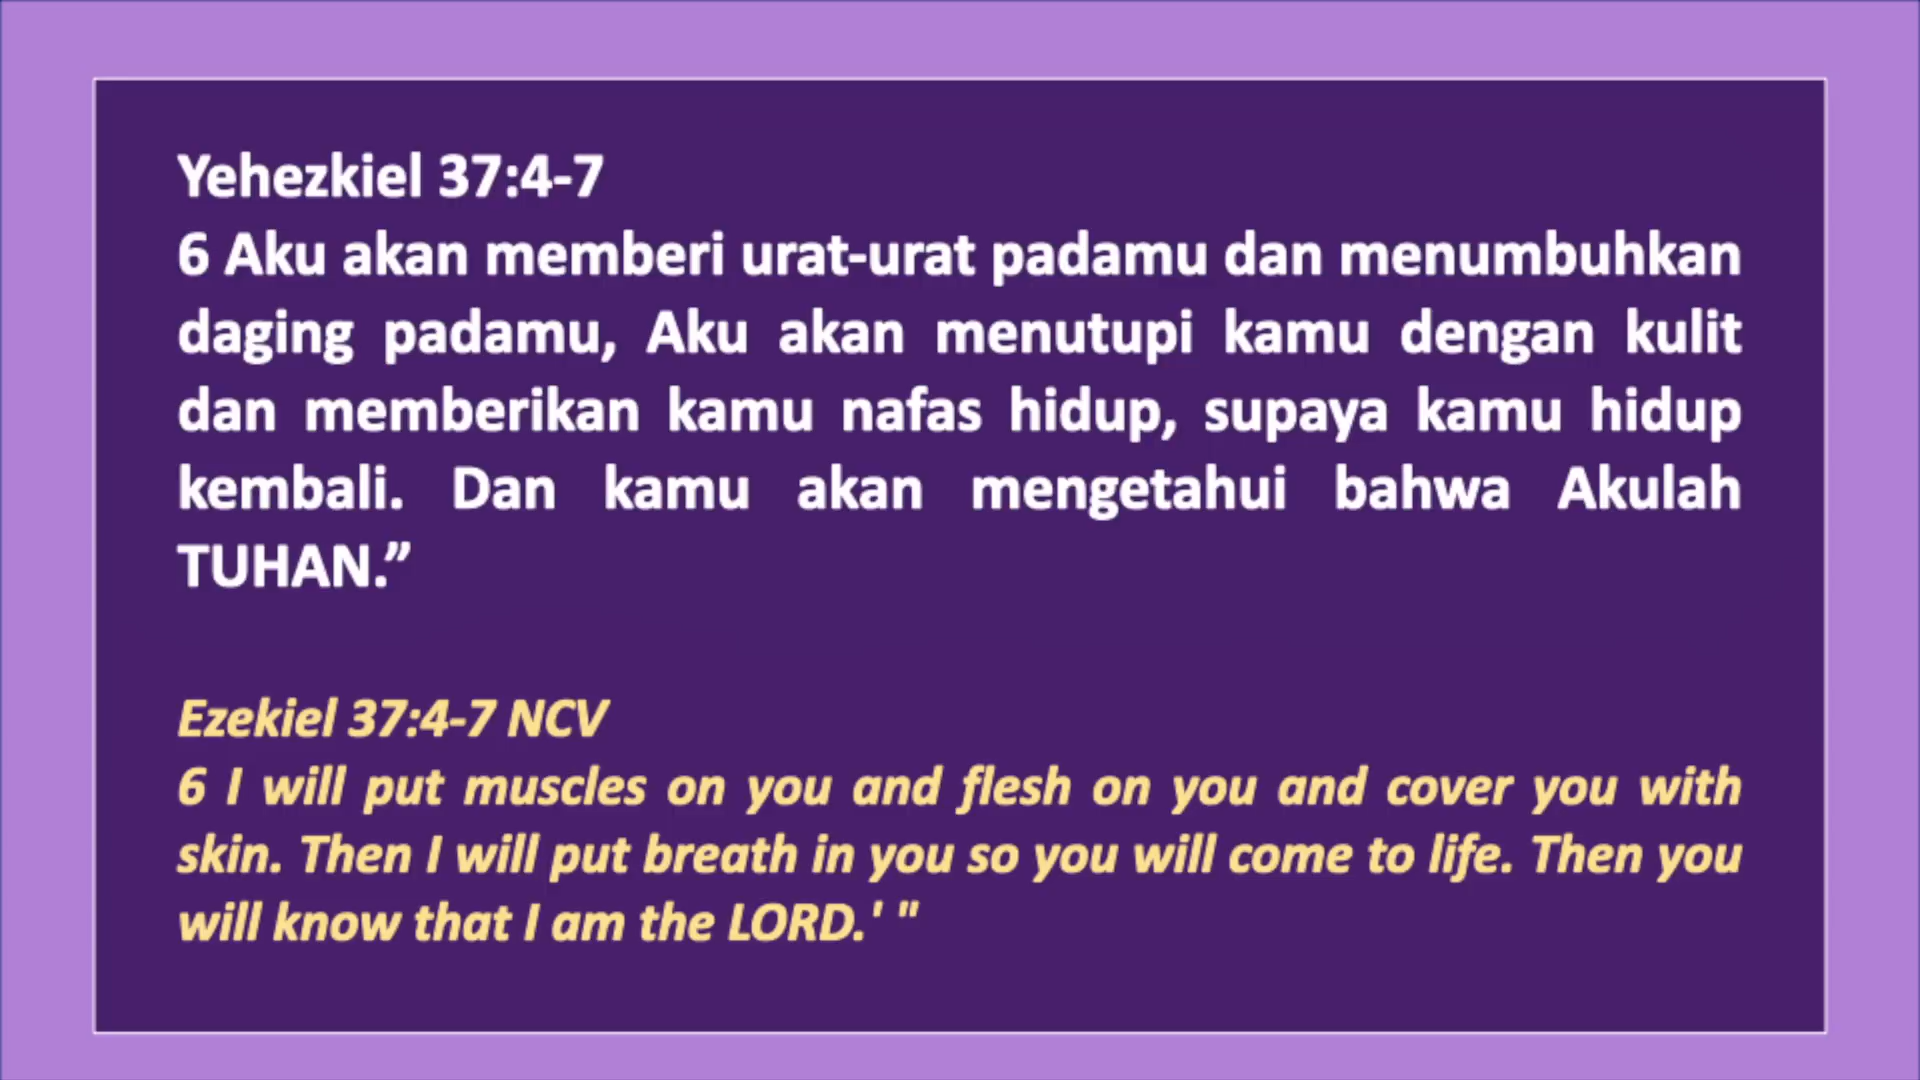 Yehezkiel 37:4-7
6 Aku akan memberi urat-urat padamu dan menumbuhkan
daging padamu, Aku akan menutupi kamu dengan kulit
dan memberikan kamu nafas hidup, supaya kamu hidup
kembali. Dan kamu akan mengetahui bahwa Akulah
TUHAN.”
Ezekiel 37:4-7 NCV
6 I will put muscles on you and flesh on you and cover you with
skin. Then I will put breath in you so you will come to life. Then you
will know that I am the LORD.' "